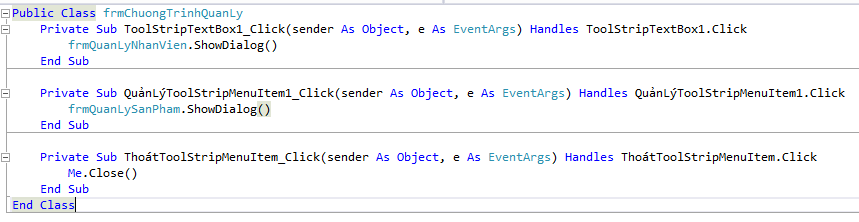 Public Class frmChuongTrinhQuanLy
Private Sub ToolStripTextBox1_Click(sender As Object, e As EventArgs) Handles ToolStripTextBox1.Click
frmQuanLyNhanVien.ShowDialog()
End Sub
Private Sub QuảnLýToolStripMenuItem1_Click(sender As Object, e As EventArgs) Handles QuảnLýToolStripMenuItem1.Click
frmQuanLySanPham.ShowDialog()
End Sub
Private Sub ThoátToolStripMenuItem_Click(sender As Object, e As EventArgs) Handles ThoátToolStripMenuItem.Click
Me.Close()
End Sub
End Class